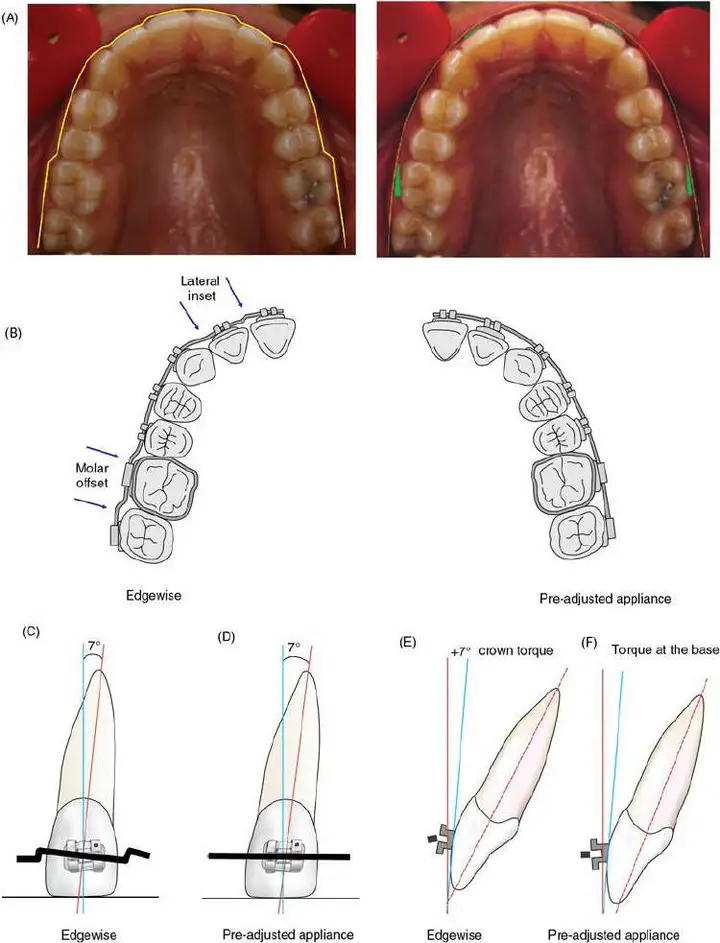 (A)
(B)
Lateral
inset
Molar
offset
Edgewise
Pre-adjusted appliance
(C)
7°
(D)
7°
(E)
+7° crown torque
(F)
Torque at the base
Edgewise
Pre-adjusted appliance
Edgewise
Pre-adjusted appliance